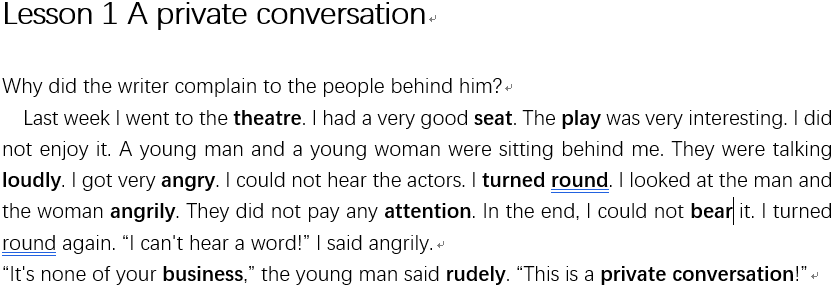 Lesson 1 A private conversation
Why did the writer complain to the people behind him?
Last week I went to the theatre. I had a very good seat. The play was very interesting. I did
not enjoy it. A young man and a young woman were sitting behind me. They were talking
loudly. I got very angry. I could not hear the actors. I turned round. I looked at the man and
the woman angrily. They did not pay any attention. In the end, I could not bear it. I turned
round again. “I can't hear a word!” I said angrily.
“It's none of your business,” the young man said rudely. “This is a private conversation!”